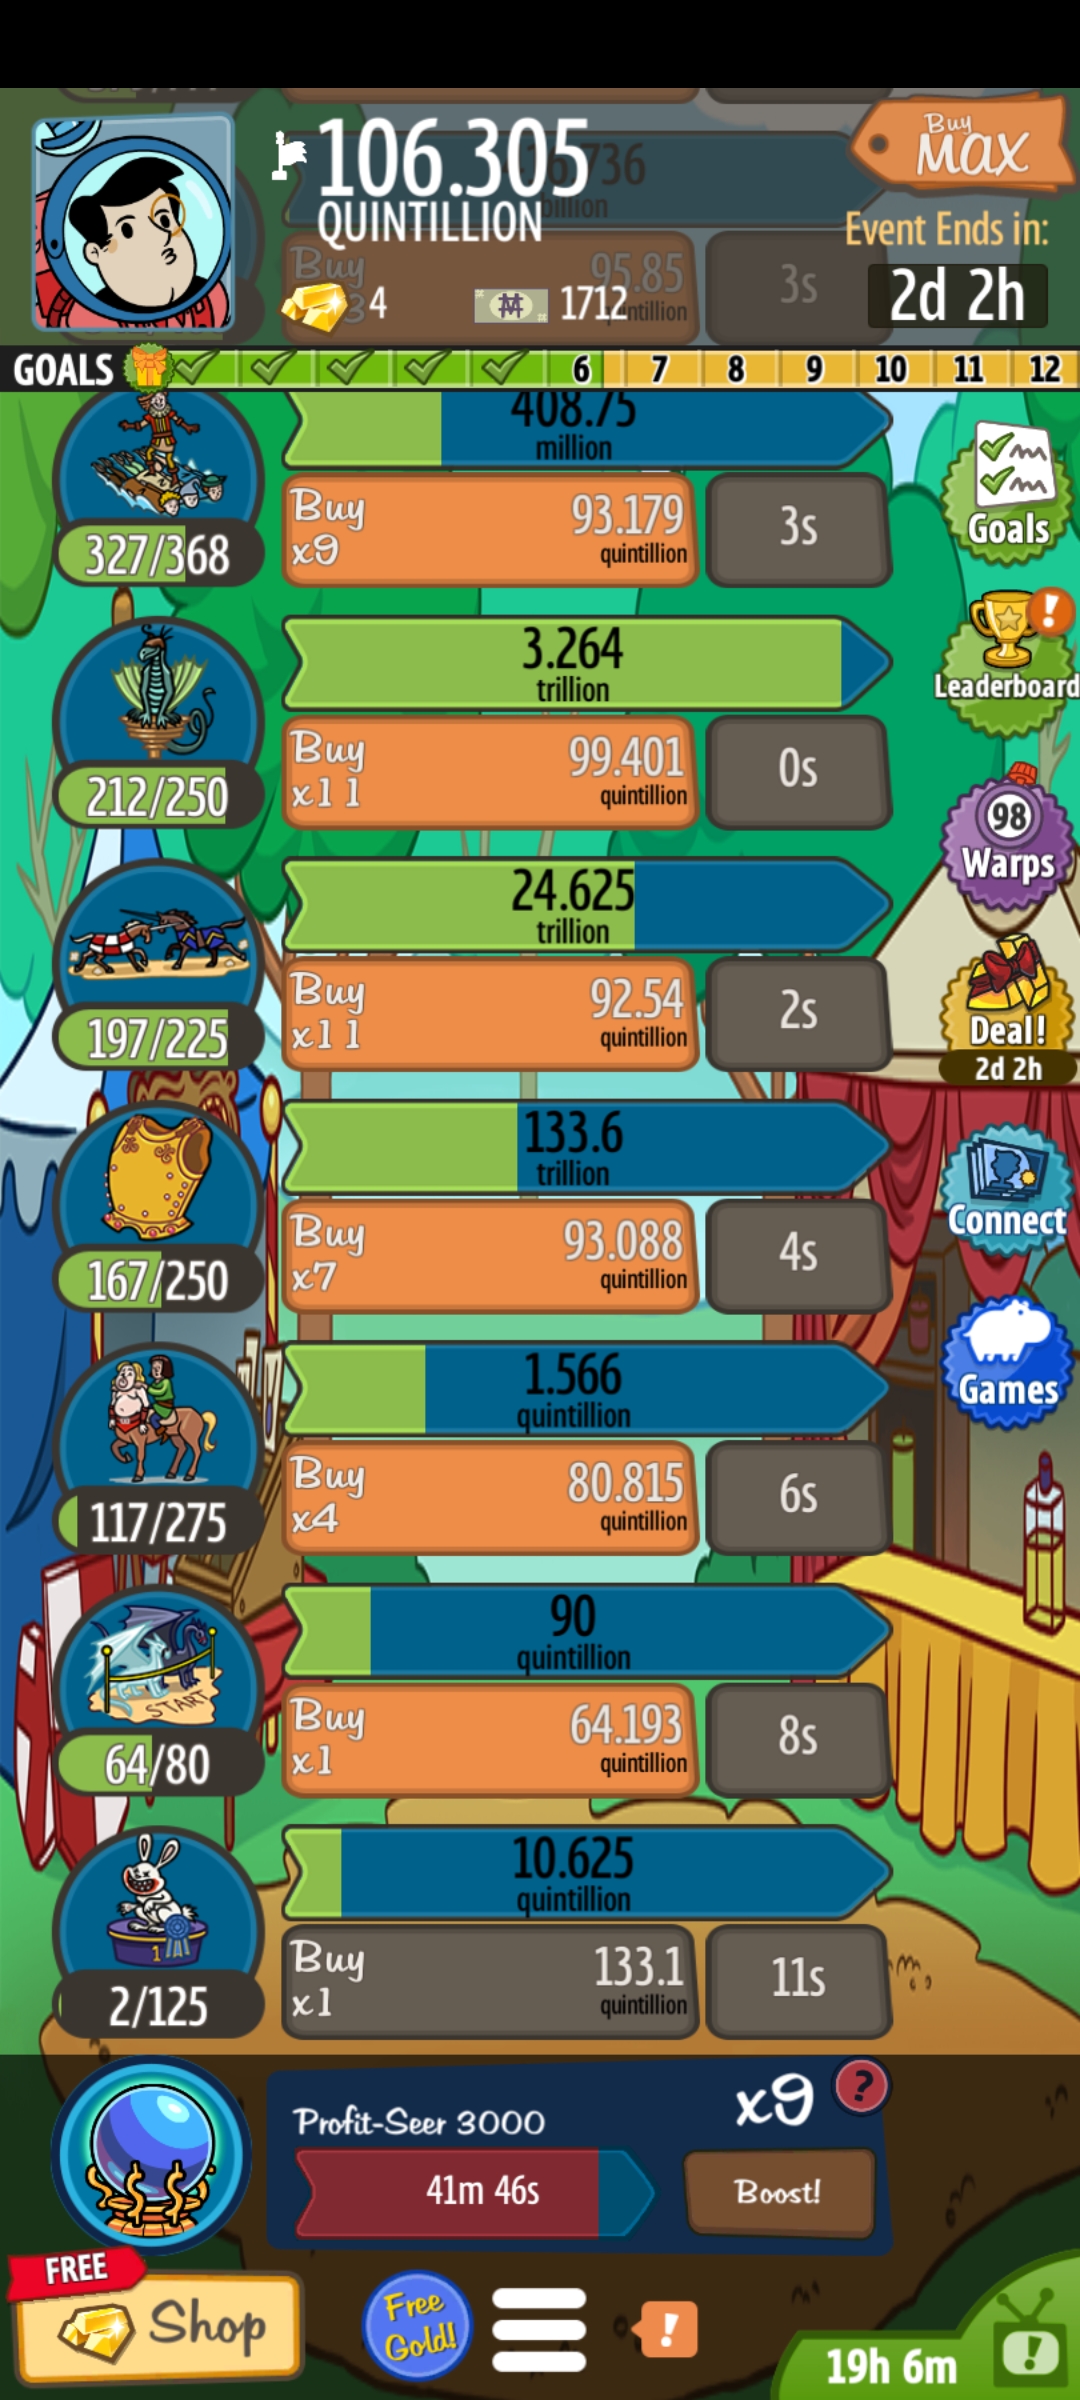 106.305
QUINTILLION
Buy
MAX
Event Ends in:
2d 2h
4
1712
Buy
95.85
3s
GOALS 6 7 8 9 10 11 12
408.75
million
Buy
x9
93.179
quintillion
3s
327/368
Goals
3.264
trillion
Buy
x11
99.401
quintillion
0s
212/250
Leaderboard
24.625
trillion
Buy
x11
92.54
quintillion
2s
197/225
98
Warps
Deal!
2d 2h
133.6
trillion
Buy
x7
93.088
quintillion
4s
167/250
Connect
1.566
quintillion
Buy
x4
80.815
quintillion
6s
117/275
Games
90
quintillion
Buy
x1
64.193
quintillion
8s
64/80
START
10.625
quintillion
Buy
x1
133.1
quintillion
11s
2/125
1
Profit-Seer 3000
x9
?
41m 46s
Boost!
FREE
Shop
Free
Gold!
!
19h 6m
!